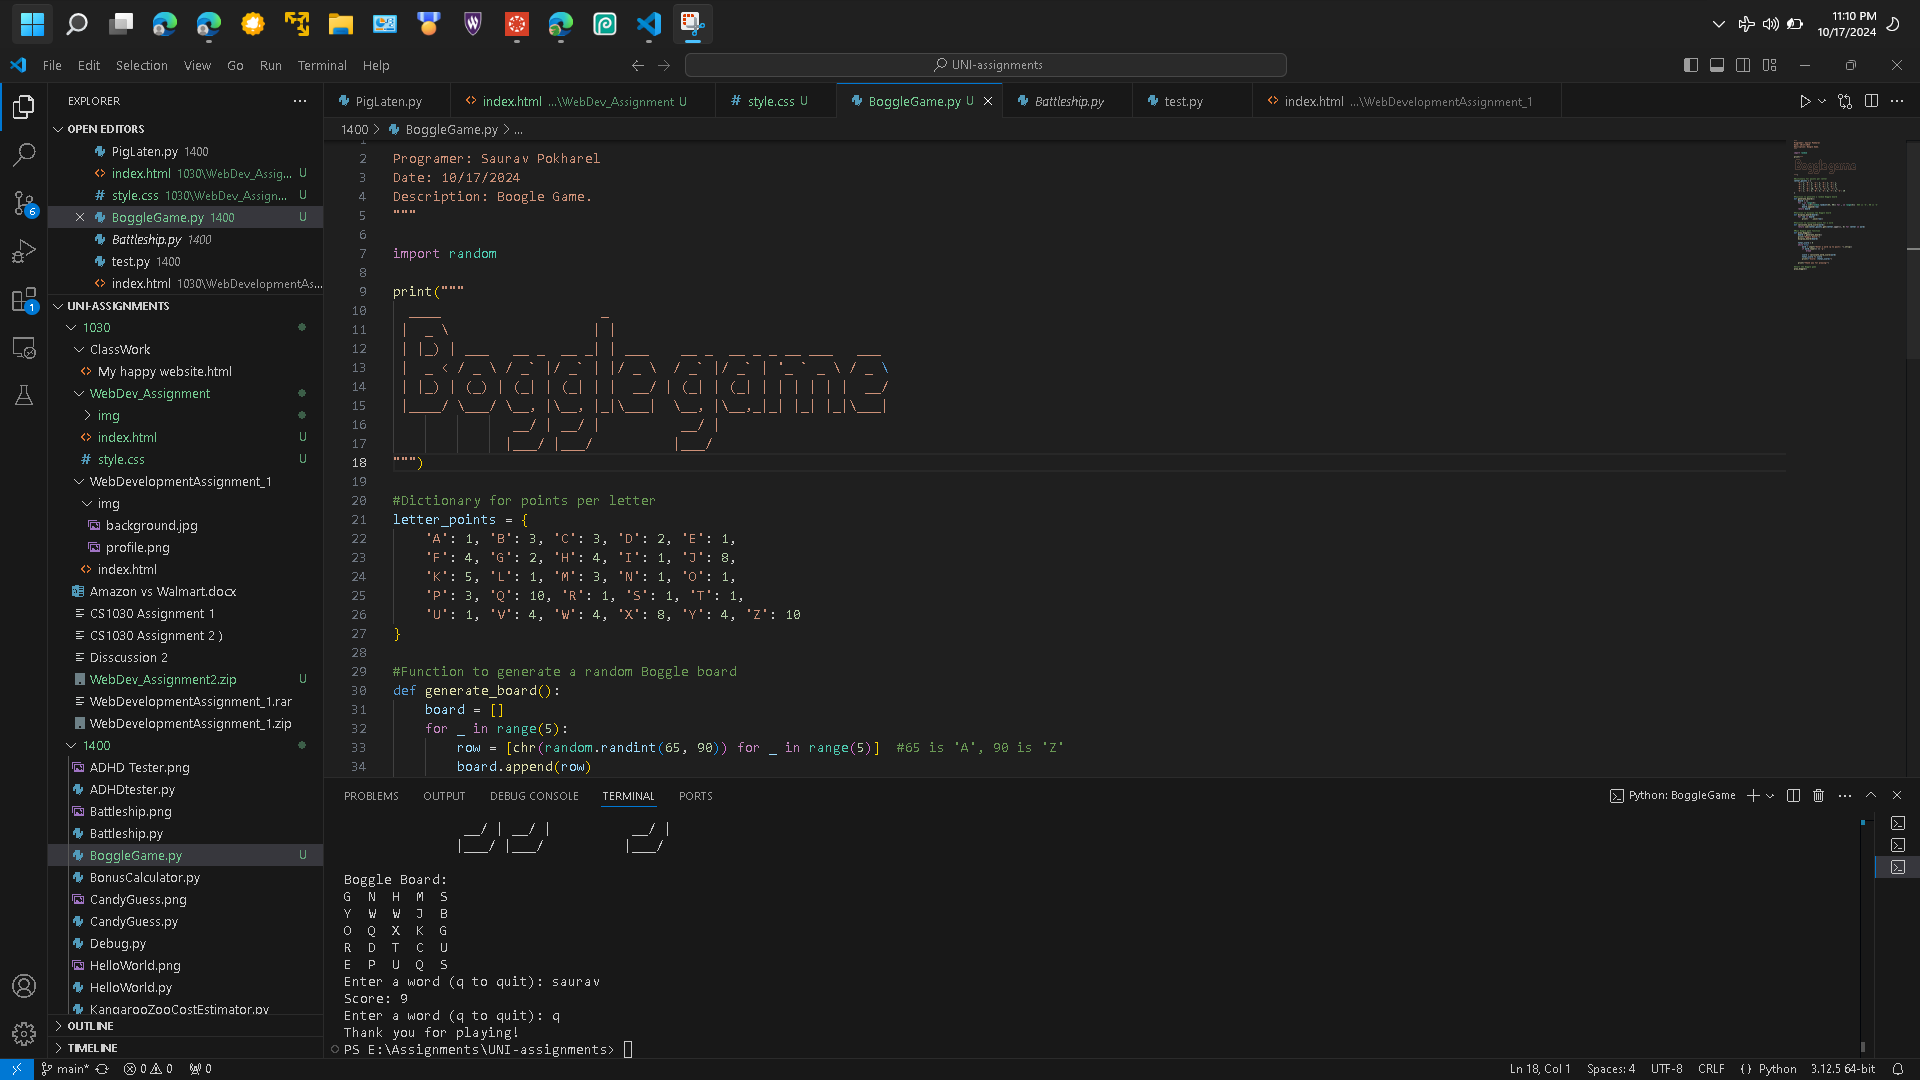 11:10 PM
10/17/2024
File Edit Selection View Go Run Terminal Help
UNI-assignments
EXPLORER
PigLaten.py
index.html ...\WebDev_Assignment U
style.css U
BoggleGame.py U
Battleship.py
test.py
index.html ...\WebDevelopmentAssignment_1
OPEN EDITORS
PigLaten.py 1400
index.html 1030\WebDev_Assig... U
style.css 1030\WebDev_Assign... U
BoggleGame.py 1400 U
Battleship.py 1400
test.py 1400
index.html 1030\WebDevelopmentAs...
UNI-ASSIGNMENTS
1030
ClassWork
My happy website.html
WebDev_Assignment
img
index.html U
style.css U
WebDevelopmentAssignment_1
img
background.jpg
profile.png
index.html
Amazon vs Walmart.docx
CS1030 Assignment 1
CS1030 Assignment 2 )
Disscussion 2
WebDev_Assignment2.zip U
WebDevelopmentAssignment_1.rar
WebDevelopmentAssignment_1.zip
1400
ADHD Tester.png
ADHDtester.py
Battleship.png
Battleship.py
BoggleGame.py U
BonusCalculator.py
CandyGuess.png
CandyGuess.py
Debug.py
HelloWorld.png
HelloWorld.py
KangarooZooCostEstimator.py
OUTLINE
TIMELINE
6
1
1400 > BoggleGame.py > ...
1
2 Programer: Saurav Pokharel
3 Date: 10/17/2024
4 Description: Boogle Game.
5 """
6
7 import random
8
9 print("""
10
11
12
13
14
15
16
17
Boggle game
18 """)
19
20 #Dictionary for points per letter
21 letter_points = {
22 'A': 1, 'B': 3, 'C': 3, 'D': 2, 'E': 1,
23 'F': 4, 'G': 2, 'H': 4, 'I': 1, 'J': 8,
24 'K': 5, 'L': 1, 'M': 3, 'N': 1, 'O': 1,
25 'P': 3, 'Q': 10, 'R': 1, 'S': 1, 'T': 1,
26 'U': 1, 'V': 4, 'W': 4, 'X': 8, 'Y': 4, 'Z': 10
27 }
28
29 #Function to generate a random Boggle board
30 def generate_board():
31 board = []
32 for _ in range(5):
33 row = [chr(random.randint(65, 90)) for _ in range(5)] #65 is 'A', 90 is 'Z'
34 board.append(row)
PROBLEMS OUTPUT DEBUG CONSOLE TERMINAL PORTS
Python: BoggleGame
Boggle Board:
G N H M S
Y W W J B
O Q X K G
R D T C U
E P U Q S
Enter a word (q to quit): saurav
Score: 9
Enter a word (q to quit): q
Thank you for playing!
PS E:\Assignments\UNI-assignments>
main* 0 0 0
Ln 18, Col 1 Spaces: 4 UTF-8 CRLF Python 3.12.5 64-bit